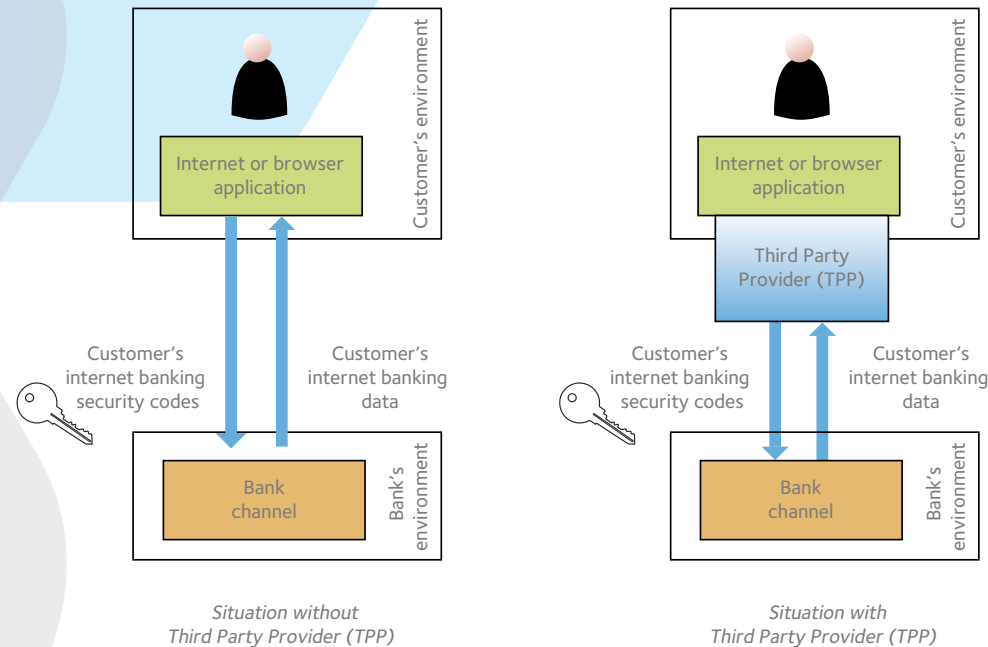 Customer's environment
Internet or browser
application
Customer's
internet banking
security codes
Customer's
internet banking
data
Bank
channel
Bank's
environment
Situation without
Third Party Provider (TPP)
Customer's environment
Internet or browser
application
Third Party
Provider (TPP)
Customer's
internet banking
security codes
Customer's
internet banking
data
Bank
channel
Bank's
environment
Situation with
Third Party Provider (TPP)